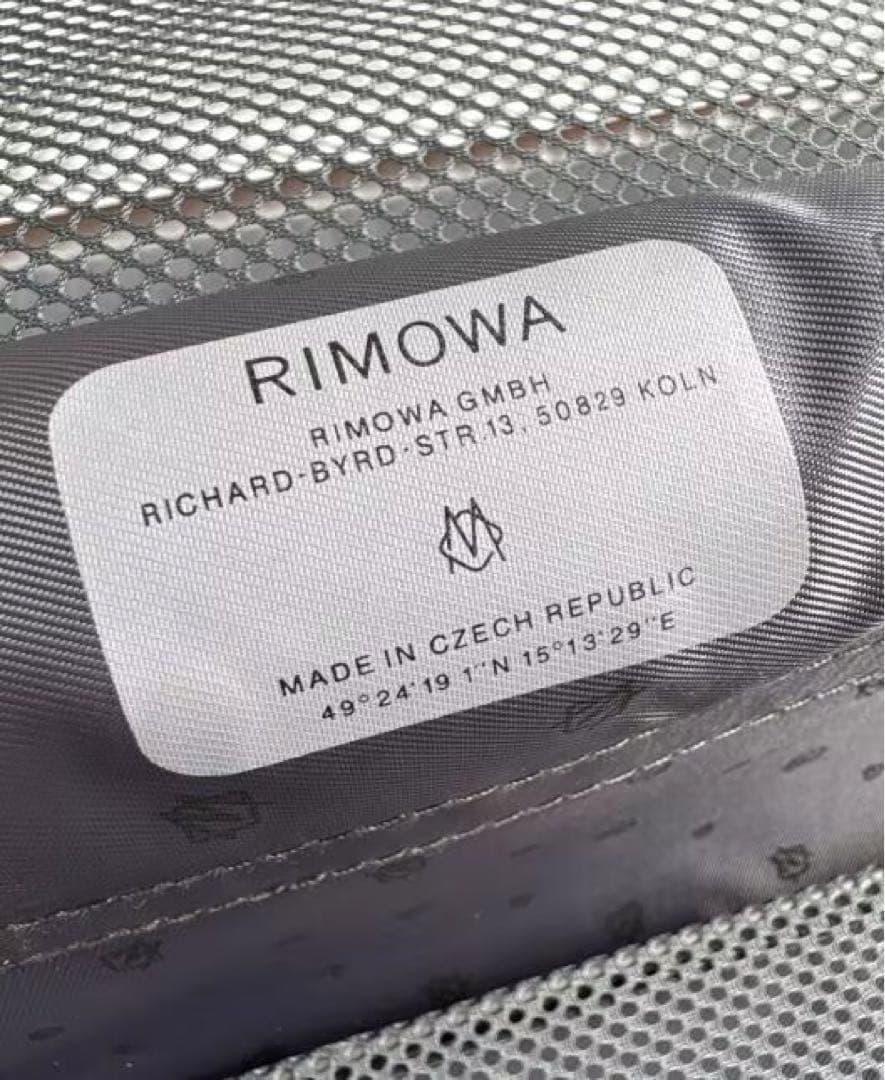 RIMOWA
RIMOWA GMBH
RICHARD-BYRD-STR.13, 50829 KOLN
MADE IN CZECH REPUBLIC
49°24'19 1''N 15°13'29''E